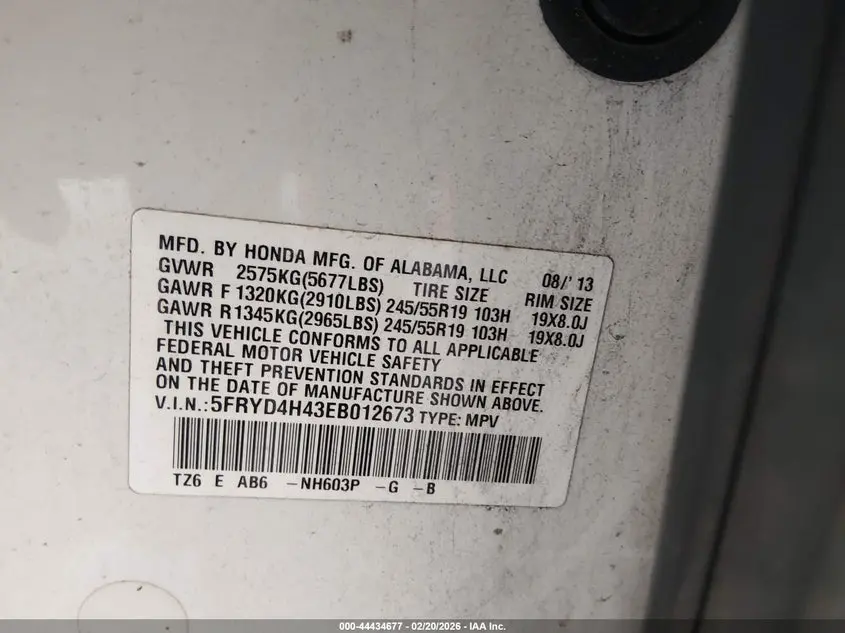 MFD. BY HONDA MFG. OF ALABAMA, LLC 08/'13
GVWR 2575KG(5677LBS) TIRE SIZE RIM SIZE
GAWR F 1320KG(2910LBS) 245/55R19 103H 19X8.0J
GAWR R 1345KG(2965LBS) 245/55R19 103H 19X8.0J
THIS VEHICLE CONFORMS TO ALL APPLICABLE
FEDERAL MOTOR VEHICLE SAFETY
AND THEFT PREVENTION STANDARDS IN EFFECT
ON THE DATE OF MANUFACTURE SHOWN ABOVE.
V.I.N.:5FRYD4H43EB012673 TYPE: MPV
TZ6 E AB6 -NH603P -G -B
000-44434677 - 02/20/2026 - IAA Inc.